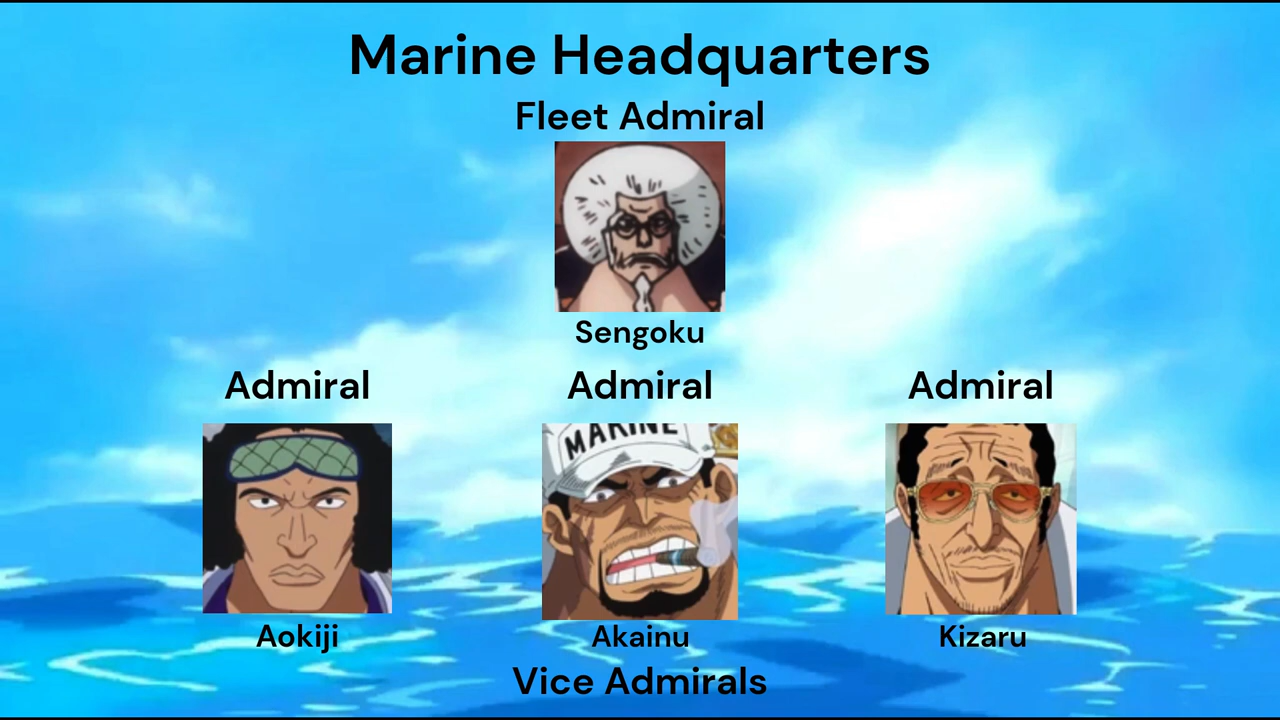 Marine Headquarters
Fleet Admiral
Sengoku
Admiral Admiral Admiral
MARINE
Aokiji Akainu Kizaru
Vice Admirals